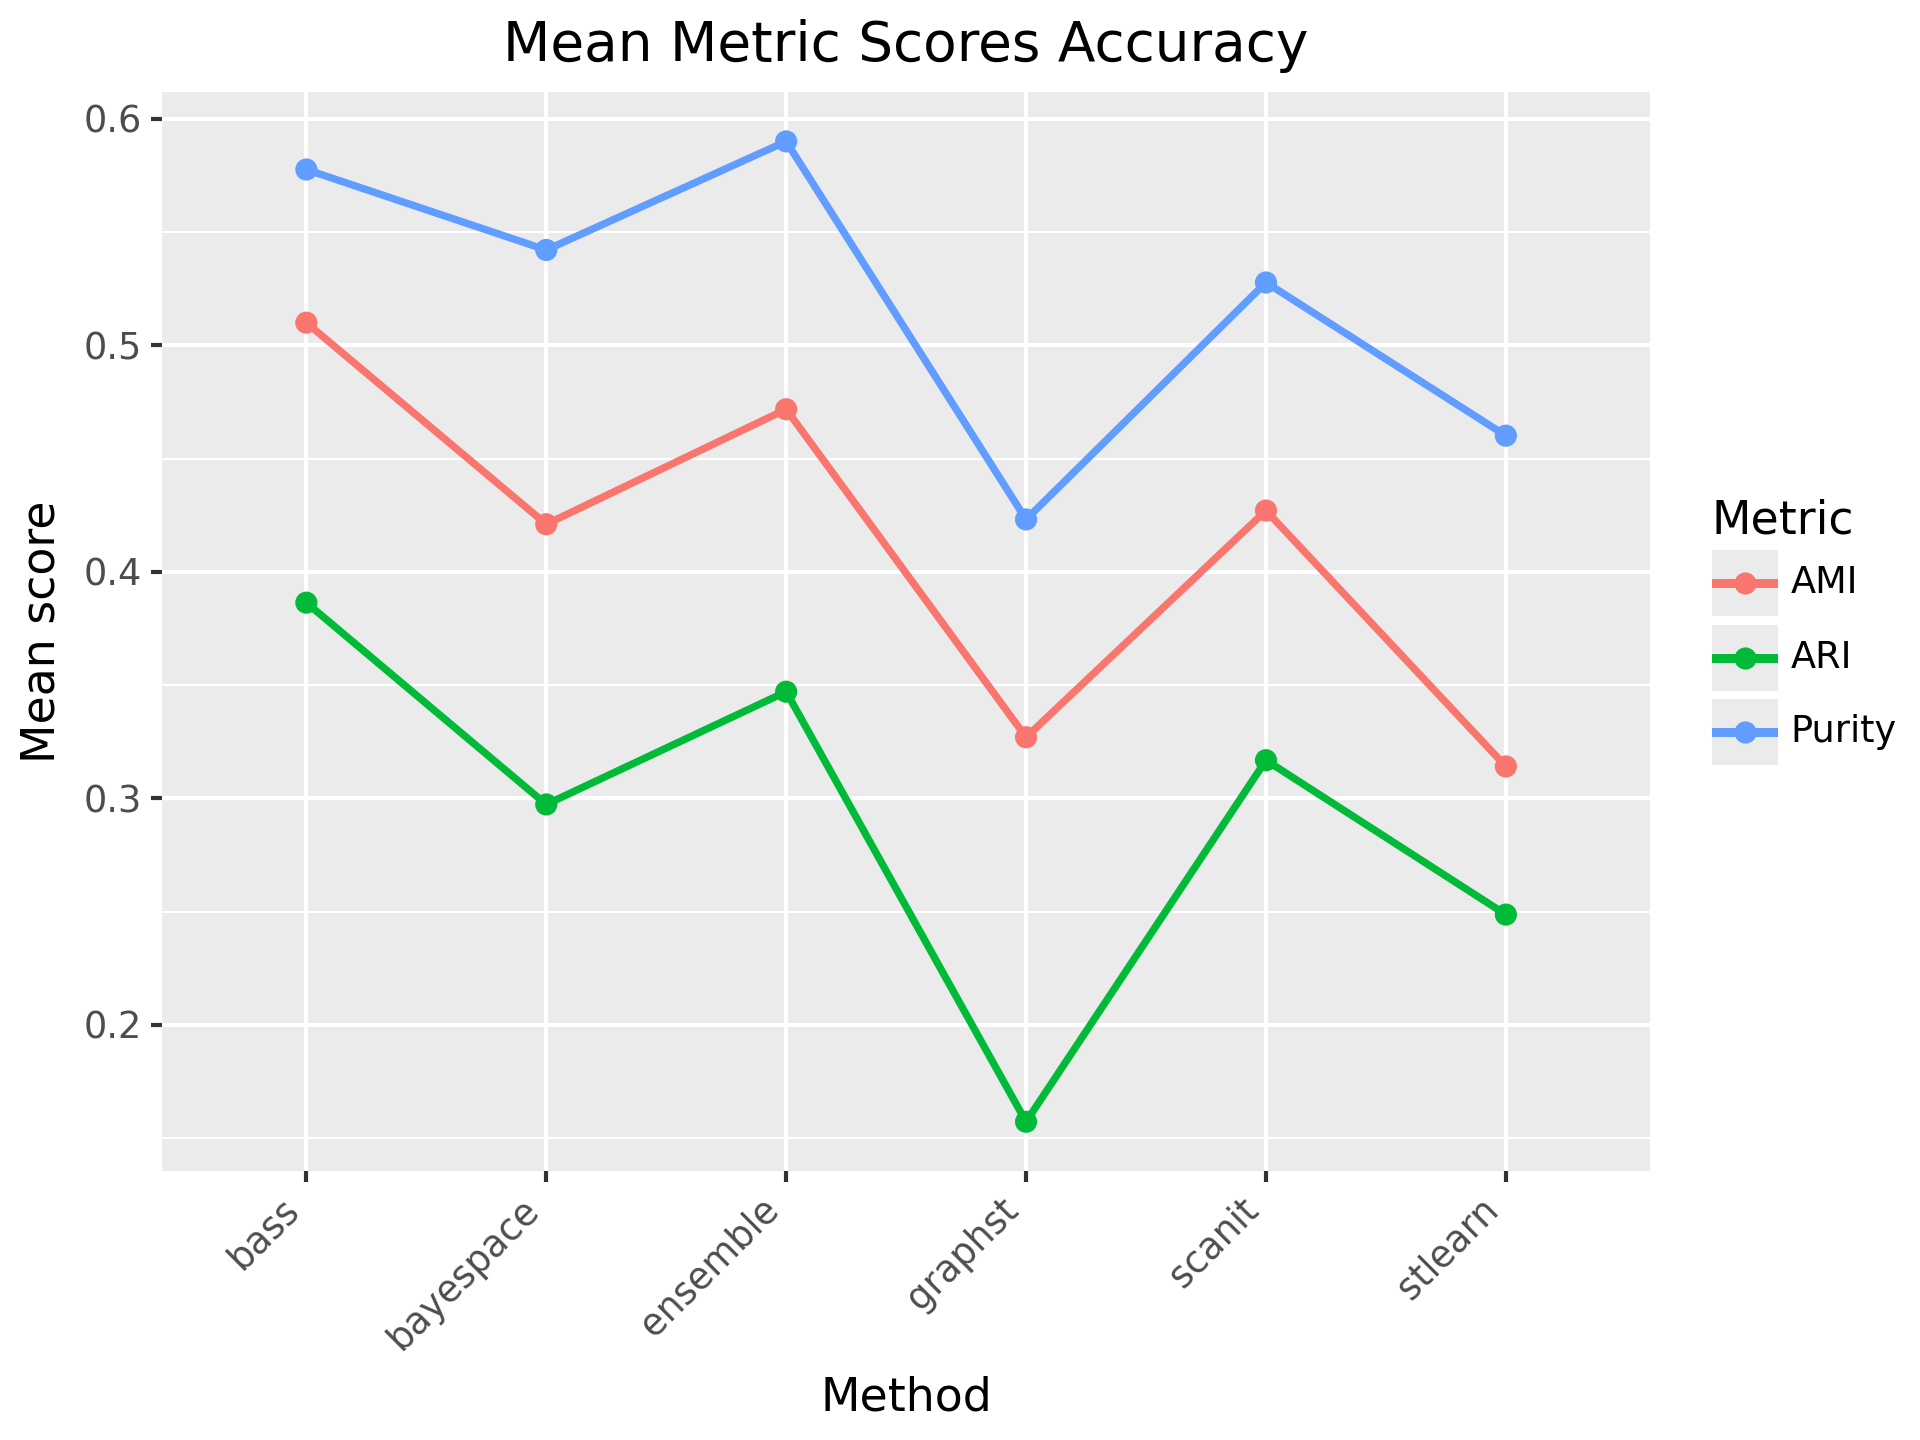 Mean Metric Scores Accuracy
0.6
0.5
0.4
0.3
0.2
Mean score
bass
bayespace
ensemble
graphst
scanit
stlearn
Method
Metric
AMI
ARI
Purity